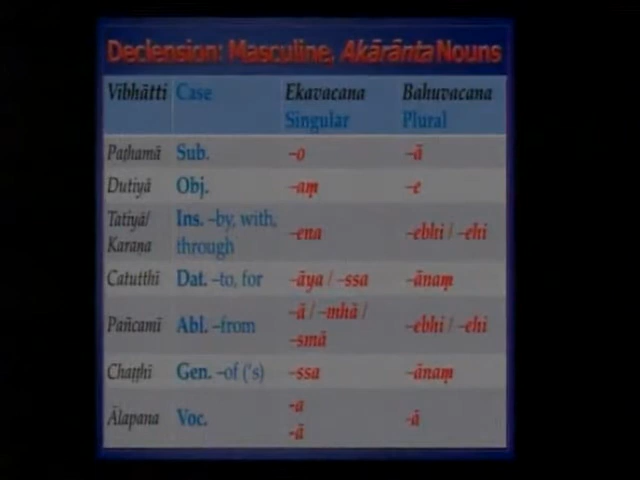 Declension: Masculine, Akārānta Nouns
Vibhātti Case Ekavacana Bahuvacana
Singular Plural
Paṭhamā Sub. –o –ā
Dutiyā Obj. –aṃ –e
Tatiyā/ Ins. –by, with, –ena –ebhi / –ehi
Karaṇa through
Catutthī Dat. –to, for –āya / –ssa –ānaṃ
Pañcamī Abl. –from –ā / –mhā / –ebhi / –ehi
–smā
Chaṭṭhī Gen. –of ('s) –ssa –ānaṃ
Ālapana Voc. -a -ā
-ā